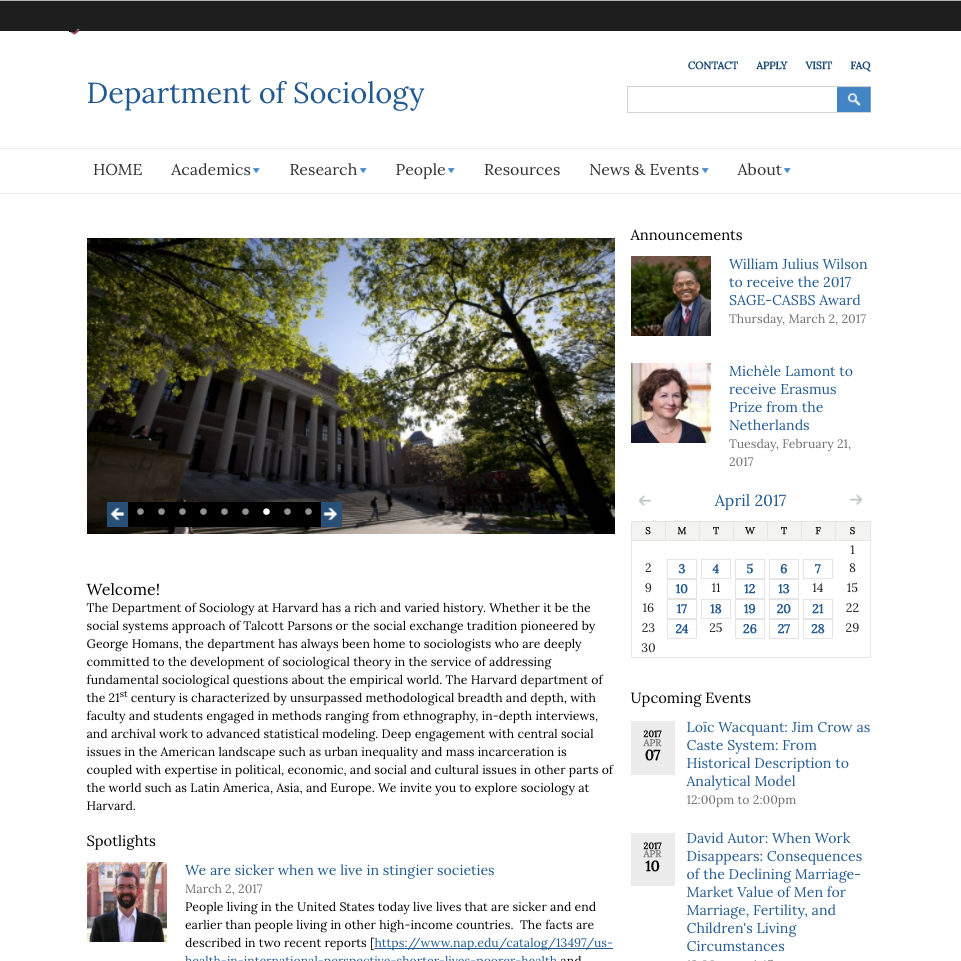 CONTACT APPLY VISIT FAQ
Department of Sociology
HOME Academics Research People Resources News & Events About
Welcome!
The Department of Sociology at Harvard has a rich and varied history. Whether it be the
social systems approach of Talcott Parsons or the social exchange tradition pioneered by
George Homans, the department has always been home to sociologists who are deeply
committed to the development of sociological theory in the service of addressing
fundamental sociological questions about the empirical world. The Harvard department of
the 21st century is characterized by unsurpassed methodological breadth and depth, with
faculty and students engaged in methods ranging from ethnography, in-depth interviews,
and archival work to advanced statistical modeling. Deep engagement with central social
issues in the American landscape such as urban inequality and mass incarceration is
coupled with expertise in political, economic, and social and cultural issues in other parts of
the world such as Latin America, Asia, and Europe. We invite you to explore sociology at
Harvard.
Spotlights
We are sicker when we live in stingier societies
March 2, 2017
People living in the United States today live lives that are sicker and end
earlier than people living in other high-income countries. The facts are
described in two recent reports [https://www.nap.edu/catalog/13497/us-
health-in-international-perspective-shorter-lives-poorer-health and
Announcements
William Julius Wilson
to receive the 2017
SAGE-CASBS Award
Thursday, March 2, 2017
Michèle Lamont to
receive Erasmus
Prize from the
Netherlands
Tuesday, February 21,
2017
April 2017
S M T W T F S
1
2 3 4 5 6 7 8
9 10 11 12 13 14 15
16 17 18 19 20 21 22
23 24 25 26 27 28 29
30
Upcoming Events
2017
APR
07
Loïc Wacquant: Jim Crow as
Caste System: From
Historical Description to
Analytical Model
12:00pm to 2:00pm
2017
APR
10
David Autor: When Work
Disappears: Consequences
of the Declining Marriage-
Market Value of Men for
Marriage, Fertility, and
Children's Living
Circumstances